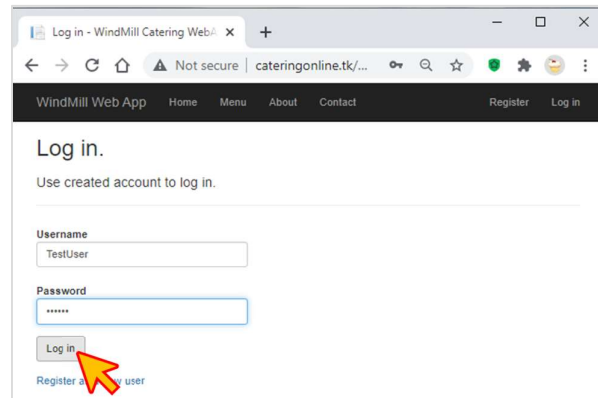 Log in - WindMill Catering WebA
Not secure | cateringonline.tk/...
WindMill Web App Home Menu About Contact Register Log in
Log in.
Use created account to log in.
Username
TestUser
Password
••••••
Log in
Register a user